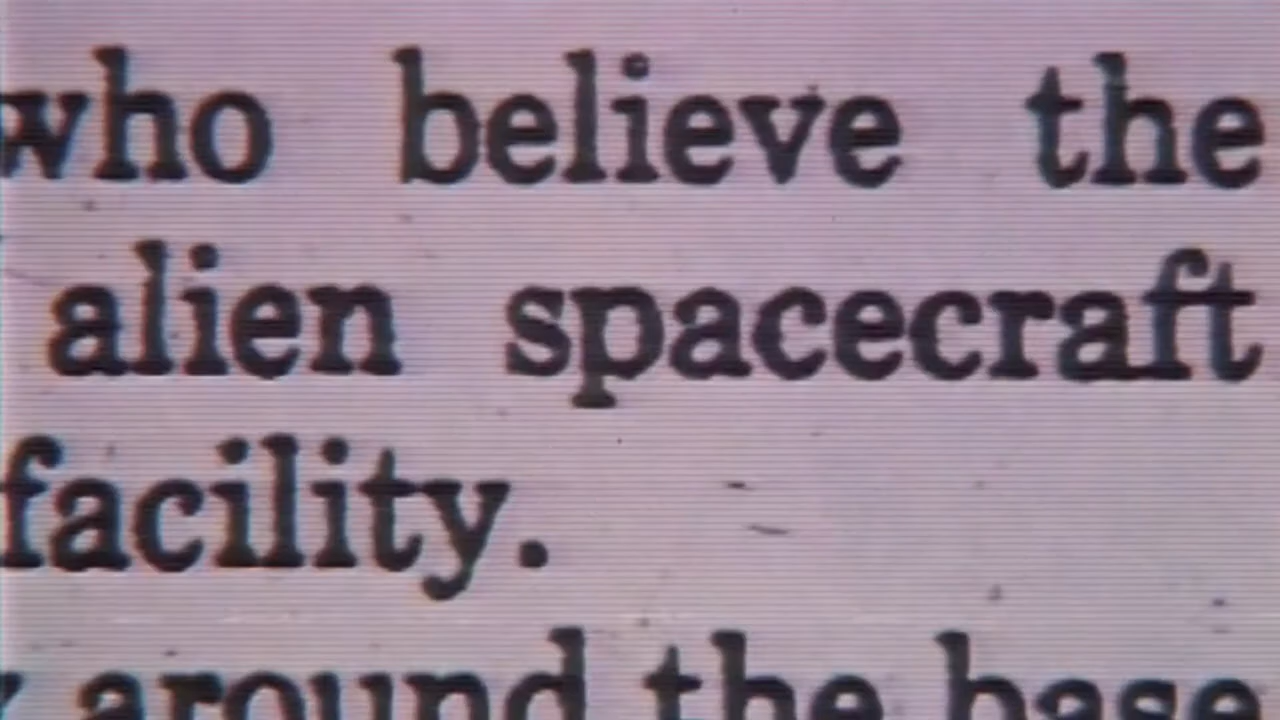 who believe the
alien spacecraft
facility.
around the base